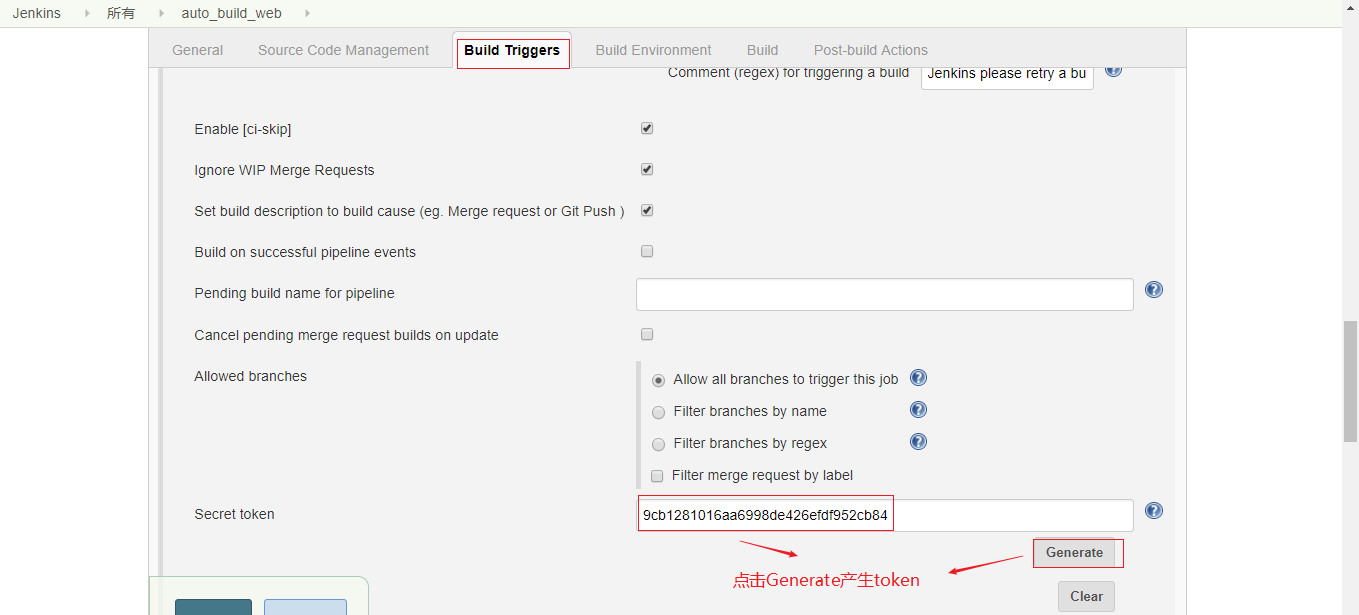 Jenkins 所有 auto_build_web
General Source Code Management Build Triggers Build Environment Build Post-build Actions
Comment (regex) for triggering a build Jenkins please retry a bu
Enable [ci-skip]
Ignore WIP Merge Requests
Set build description to build cause (eg. Merge request or Git Push )
Build on successful pipeline events
Pending build name for pipeline
Cancel pending merge request builds on update
Allowed branches
Allow all branches to trigger this job
Filter branches by name
Filter branches by regex
Filter merge request by label
Secret token 9cb1281016aa6998de426efdf952cb84
Generate
点击Generate产生token
Clear